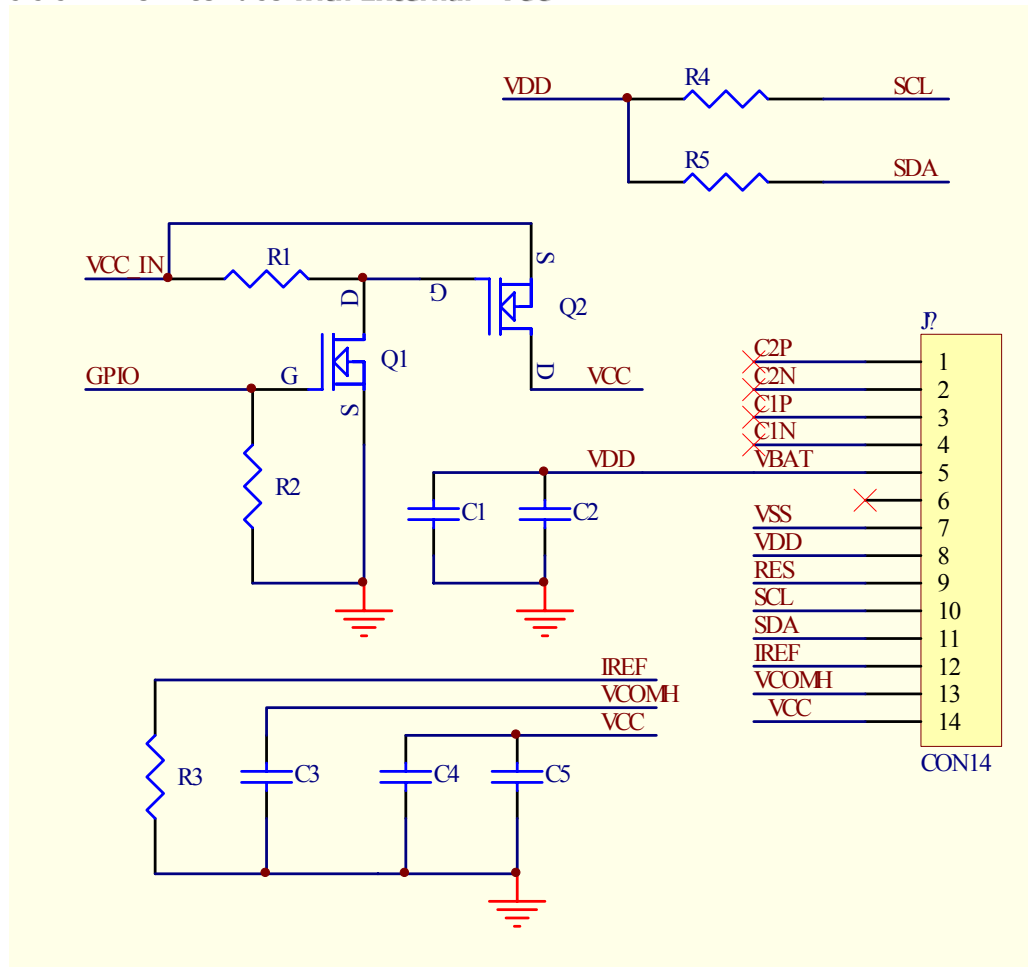 VDD R4 SCL
R5 SDA
VCC_IN R1 D G S Q2
D VCC
GPIO G Q1 S
R2
C1 C2
VDD
J?
C2P 1
C2N 2
C1P 3
C1N 4
VBAT 5
6
VSS 7
VDD 8
RES 9
SCL 10
SDA 11
IREF 12
VCOMH 13
VCC 14
CON14
IREF
VCOMH
VCC
R3 C3 C4 C5